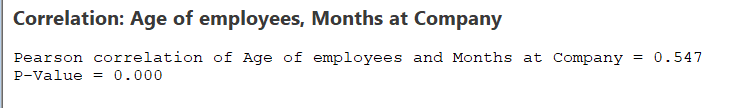 Correlation: Age of employees, Months at Company
Pearson correlation of Age of employees and Months at Company = 0.547
P-Value = 0.000